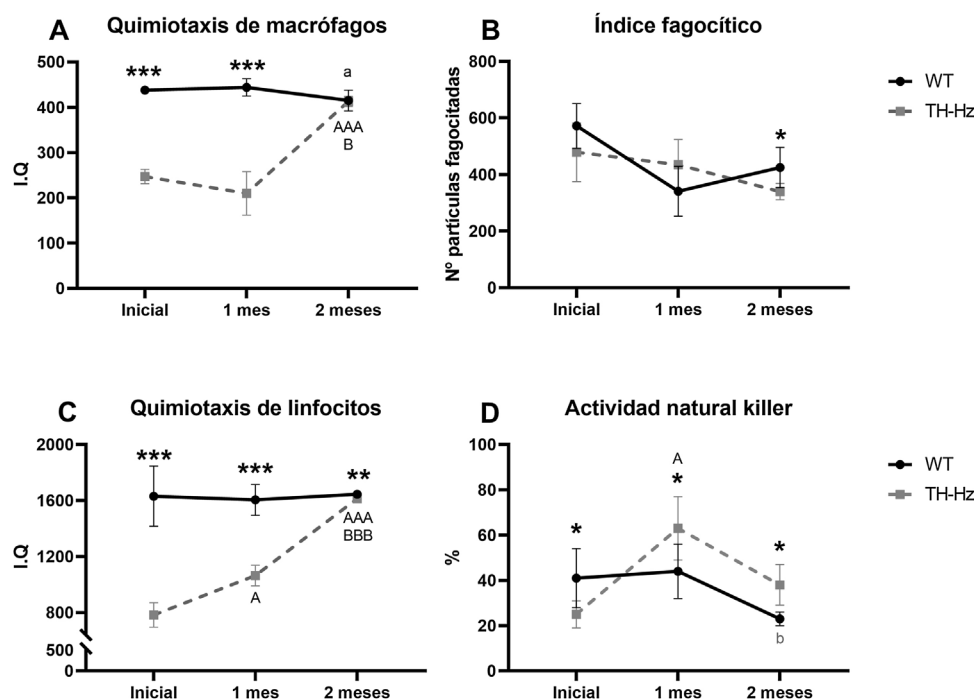 A Quimiotaxis de macrófagos
500
400
300
200
100
0
I.Q
***
***
a
AAA
B
Inicial 1 mes 2 meses
B Índice fagocítico
800
600
400
200
0
Nº partículas fagocitadas
*
Inicial 1 mes 2 meses
WT
TH-Hz
C Quimiotaxis de linfocitos
2000
1600
1200
800
500
0
I.Q
***
***
**
AAA
BBB
A
Inicial 1 mes 2 meses
D Actividad natural killer
100
80
60
40
20
0
%
*
A
*
*
b
Inicial 1 mes 2 meses
WT
TH-Hz